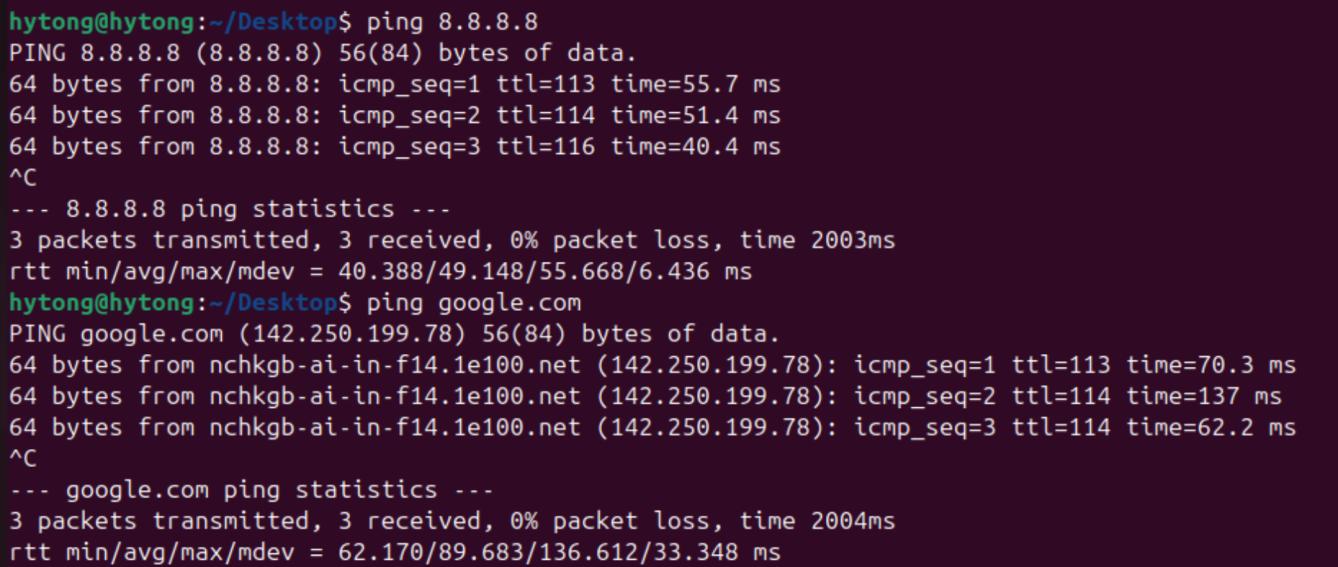 hytong@hytong:~/Desktop$ ping 8.8.8.8
PING 8.8.8.8 (8.8.8.8) 56(84) bytes of data.
64 bytes from 8.8.8.8: icmp_seq=1 ttl=113 time=55.7 ms
64 bytes from 8.8.8.8: icmp_seq=2 ttl=114 time=51.4 ms
64 bytes from 8.8.8.8: icmp_seq=3 ttl=116 time=40.4 ms
^C
--- 8.8.8.8 ping statistics ---
3 packets transmitted, 3 received, 0% packet loss, time 2003ms
rtt min/avg/max/mdev = 40.388/49.148/55.668/6.436 ms
hytong@hytong:~/Desktop$ ping google.com
PING google.com (142.250.199.78) 56(84) bytes of data.
64 bytes from nchkgb-ai-in-f14.1e100.net (142.250.199.78): icmp_seq=1 ttl=113 time=70.3 ms
64 bytes from nchkgb-ai-in-f14.1e100.net (142.250.199.78): icmp_seq=2 ttl=114 time=137 ms
64 bytes from nchkgb-ai-in-f14.1e100.net (142.250.199.78): icmp_seq=3 ttl=114 time=62.2 ms
^C
--- google.com ping statistics ---
3 packets transmitted, 3 received, 0% packet loss, time 2004ms
rtt min/avg/max/mdev = 62.170/89.683/136.612/33.348 ms